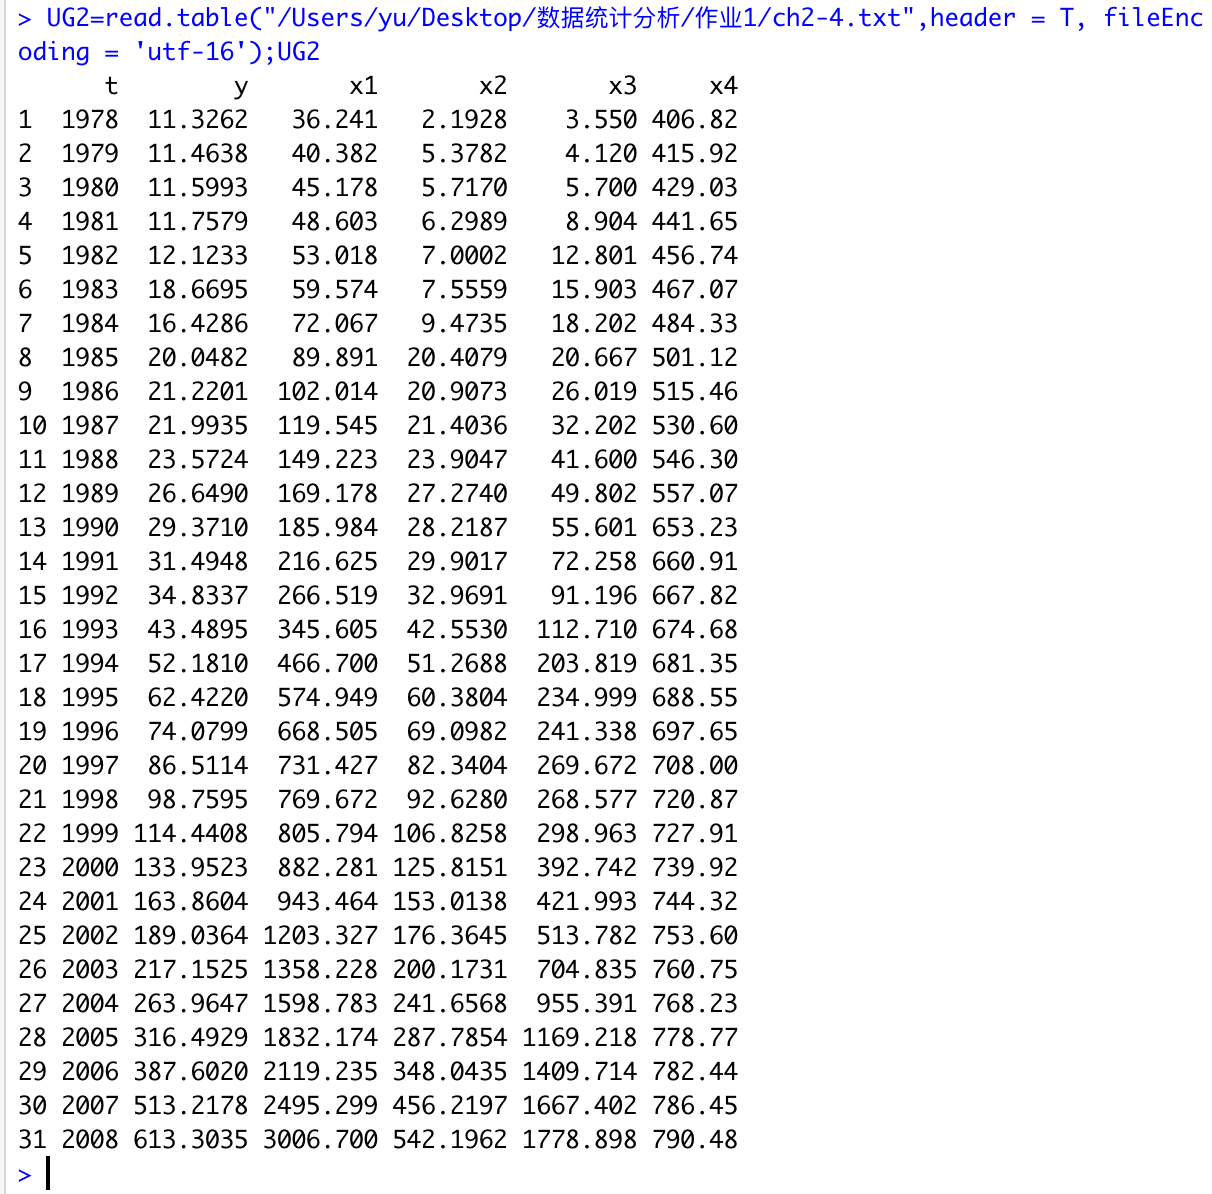 > UG2=read.table("/Users/yu/Desktop/数据统计分析/作业1/ch2-4.txt",header = T, fileEnc
oding = 'utf-16');UG2
t y x1 x2 x3 x4
1 1978 11.3262 36.241 2.1928 3.550 406.82
2 1979 11.4638 40.382 5.3782 4.120 415.92
3 1980 11.5993 45.178 5.7170 5.700 429.03
4 1981 11.7579 48.603 6.2989 8.904 441.65
5 1982 12.1233 53.018 7.0002 12.801 456.74
6 1983 18.6695 59.574 7.5559 15.903 467.07
7 1984 16.4286 72.067 9.4735 18.202 484.33
8 1985 20.0482 89.891 20.4079 20.667 501.12
9 1986 21.2201 102.014 20.9073 26.019 515.46
10 1987 21.9935 119.545 21.4036 32.202 530.60
11 1988 23.5724 149.223 23.9047 41.600 546.30
12 1989 26.6490 169.178 27.2740 49.802 557.07
13 1990 29.3710 185.984 28.2187 55.601 653.23
14 1991 31.4948 216.625 29.9017 72.258 660.91
15 1992 34.8337 266.519 32.9691 91.196 667.82
16 1993 43.4895 345.605 42.5530 112.710 674.68
17 1994 52.1810 466.700 51.2688 203.819 681.35
18 1995 62.4220 574.949 60.3804 234.999 688.55
19 1996 74.0799 668.505 69.0982 241.338 697.65
20 1997 86.5114 731.427 82.3404 269.672 708.00
21 1998 98.7595 769.672 92.6280 268.577 720.87
22 1999 114.4408 805.794 106.8258 298.963 727.91
23 2000 133.9523 882.281 125.8151 392.742 739.92
24 2001 163.8604 943.464 153.0138 421.993 744.32
25 2002 189.0364 1203.327 176.3645 513.782 753.60
26 2003 217.1525 1358.228 200.1731 704.835 760.75
27 2004 263.9647 1598.783 241.6568 955.391 768.23
28 2005 316.4929 1832.174 287.7854 1169.218 778.77
29 2006 387.6020 2119.235 348.0435 1409.714 782.44
30 2007 513.2178 2495.299 456.2197 1667.402 786.45
31 2008 613.3035 3006.700 542.1962 1778.898 790.48
>